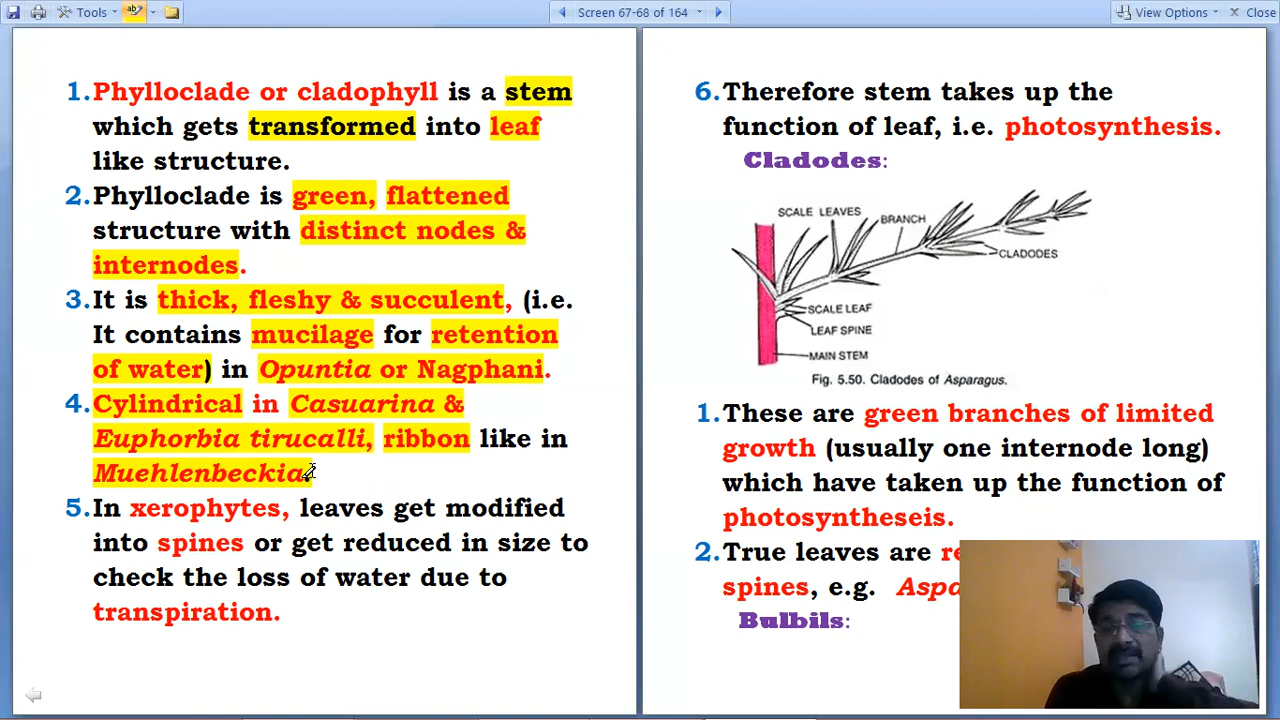 Tools
Screen 67-68 of 164
View Options
Close
1. Phylloclade or cladophyll is a stem
which gets transformed into leaf
like structure.
2. Phylloclade is green, flattened
structure with distinct nodes &
internodes.
3. It is thick, fleshy & succulent, (i.e.
It contains mucilage for retention
of water) in Opuntia or Nagphani.
4. Cylindrical in Casuarina &
Euphorbia tirucalli, ribbon like in
Muehlenbeckia.
5. In xerophytes, leaves get modified
into spines or get reduced in size to
check the loss of water due to
transpiration.
6. Therefore stem takes up the
function of leaf, i.e. photosynthesis.
Cladodes:
SCALE LEAVES
BRANCH
CLADODES
SCALE LEAF
LEAF SPINE
MAIN STEM
Fig. 5.50. Cladodes of Asparagus.
1. These are green branches of limited
growth (usually one internode long)
which have taken up the function of
photosyntheseis.
2. True leaves are
spines, e.g.
Bulbils: